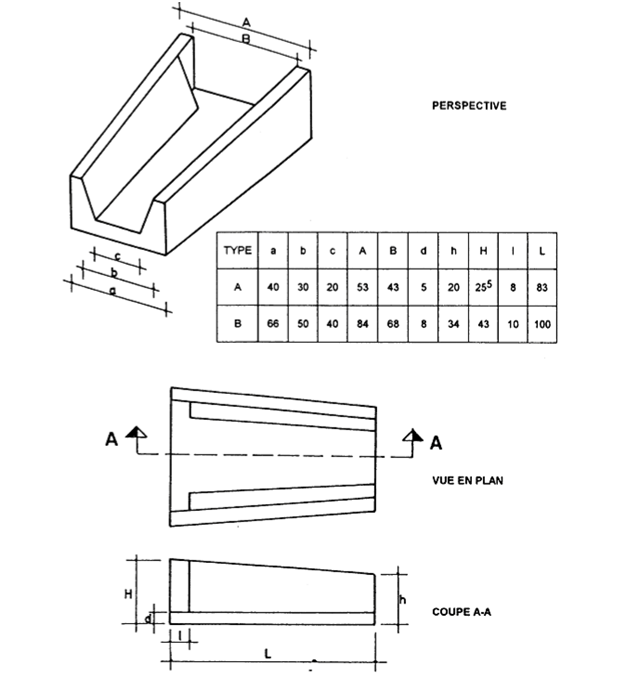 A
B
PERSPECTIVE
c
b
a
TYPE a b c A B d h H l L
A 40 30 20 53 43 5 20 25⁵ 8 83
B 66 50 40 84 68 8 34 43 10 100
A A
VUE EN PLAN
H d h
l
L
COUPE A-A